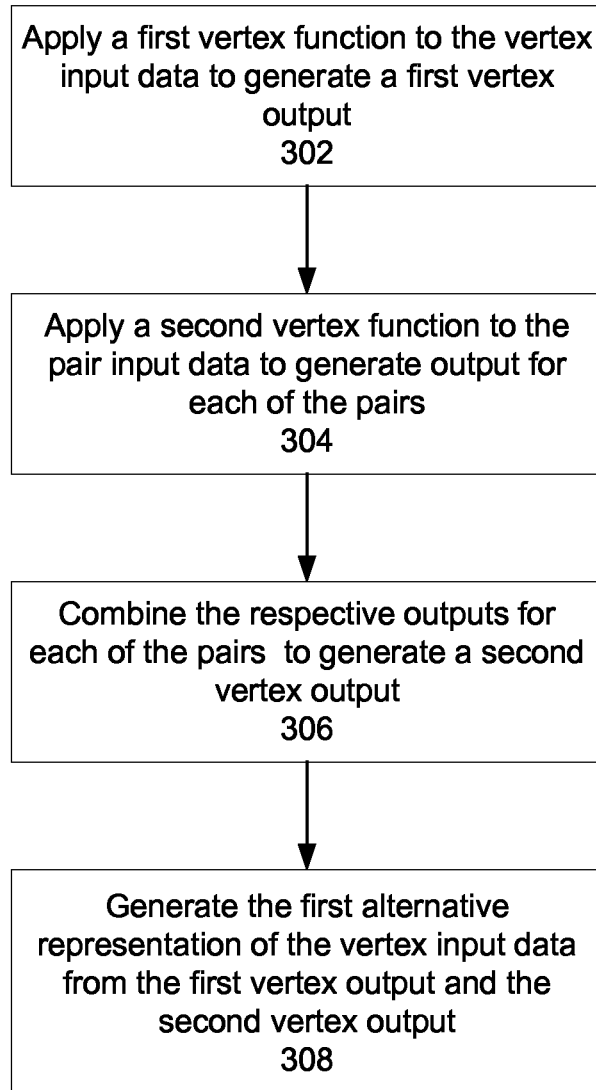 Apply a first vertex function to the vertex
input data to generate a first vertex
output
302
Apply a second vertex function to the
pair input data to generate output for
each of the pairs
304
Combine the respective outputs for
each of the pairs  to generate a second
vertex output
306
Generate the first alternative
representation of the vertex input data
from the first vertex output and the
second vertex output
308